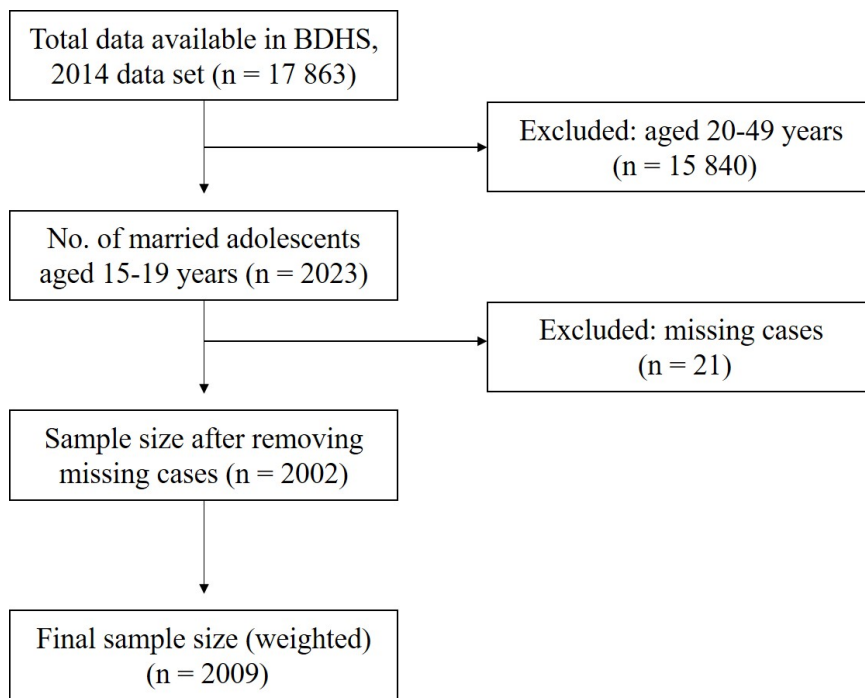 Total data available in BDHS,
2014 data set (n = 17 863)
Excluded: aged 20-49 years
(n = 15 840)
No. of married adolescents
aged 15-19 years (n = 2023)
Excluded: missing cases
(n = 21)
Sample size after removing
missing cases (n = 2002)
Final sample size (weighted)
(n = 2009)